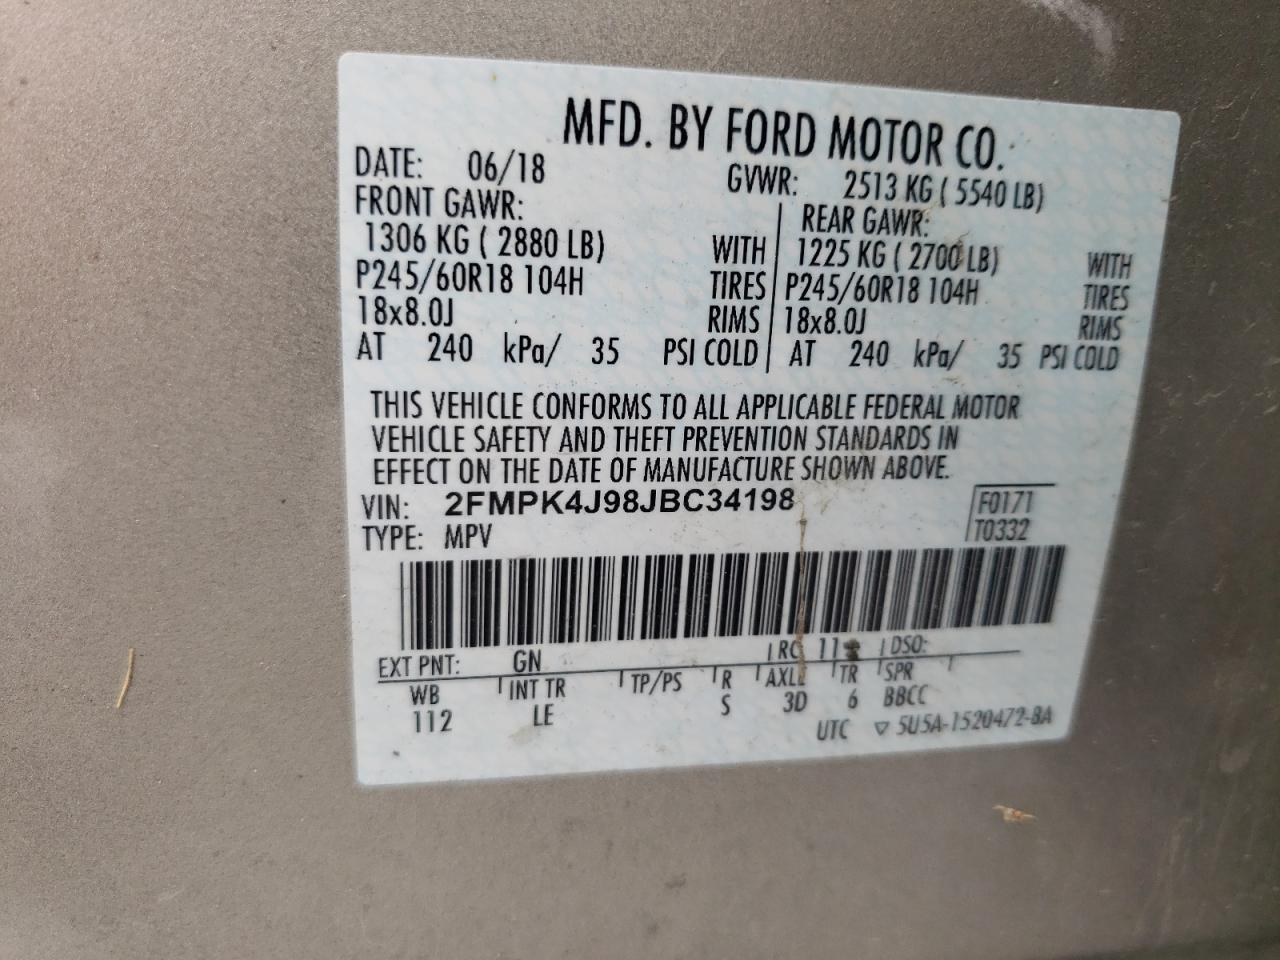 MFD. BY FORD MOTOR CO.
DATE: 06/18 GVWR: 2513 KG ( 5540 LB)
FRONT GAWR: REAR GAWR:
1306 KG ( 2880 LB) WITH 1225 KG ( 2700 LB) WITH
P245/60R18 104H TIRES P245/60R18 104H TIRES
18x8.0J RIMS 18x8.0J RIMS
AT 240 kPa/ 35 PSI COLD AT 240 kPa/ 35 PSI COLD
THIS VEHICLE CONFORMS TO ALL APPLICABLE FEDERAL MOTOR
VEHICLE SAFETY AND THEFT PREVENTION STANDARDS IN
EFFECT ON THE DATE OF MANUFACTURE SHOWN ABOVE.
VIN: 2FMPK4J98JBC34198 F0171
TYPE: MPV T0332
EXT PNT: GN RC 11 DSO:
WB INT TR TP/PS R AXLE TR SPR
112 LE S 3D 6 BBCC
UTC ▽ 5U5A-1520472-BA